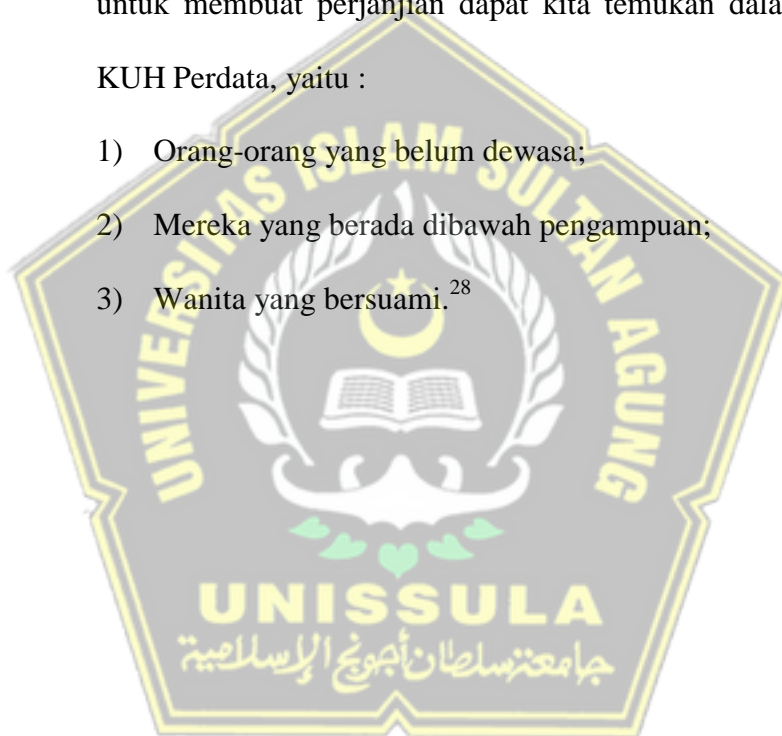 untuk membuat perjanjian dapat kita temukan dala
KUH Perdata, yaitu :
1) Orang-orang yang belum dewasa;
2) Mereka yang berada dibawah pengampuan;
3) Wanita yang bersuami.28
UNIVERSITAS ISLAM SULTAN AGUNG
UNISSULA
جامعة سلطان أجونج الإسلامية